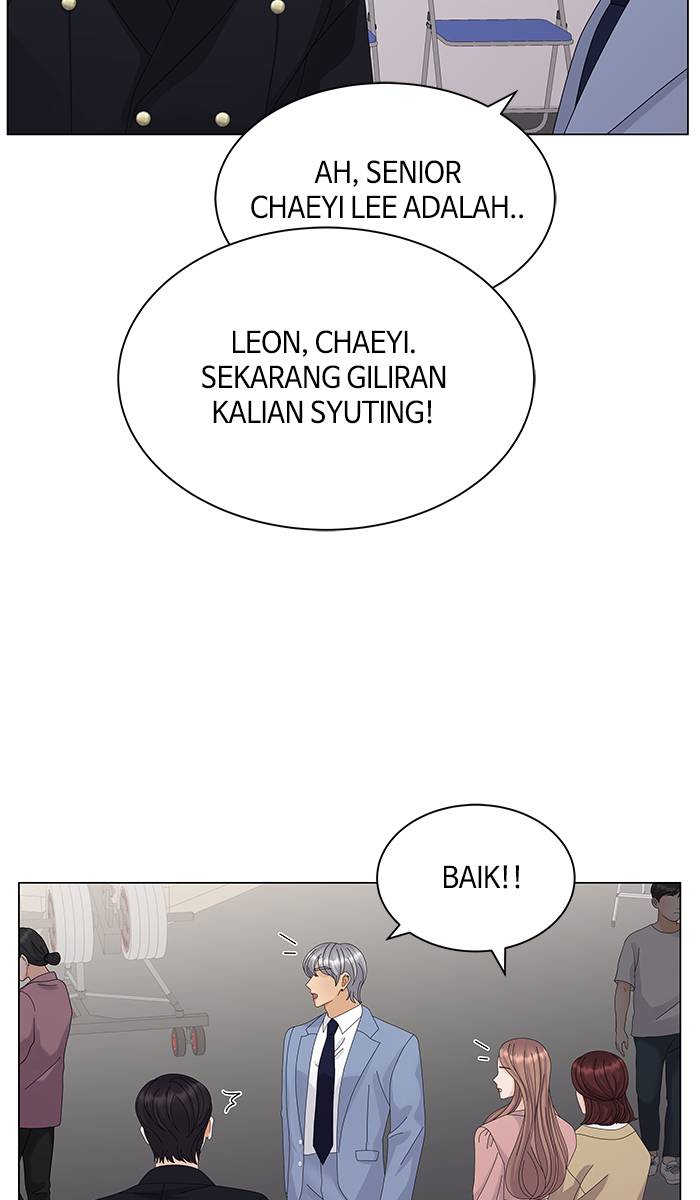 AH, SENIOR
CHAEYI LEE ADALAH..
LEON, CHAEYI.
SEKARANG GILIRAN
KALIAN SYUTING!
BAIK!!